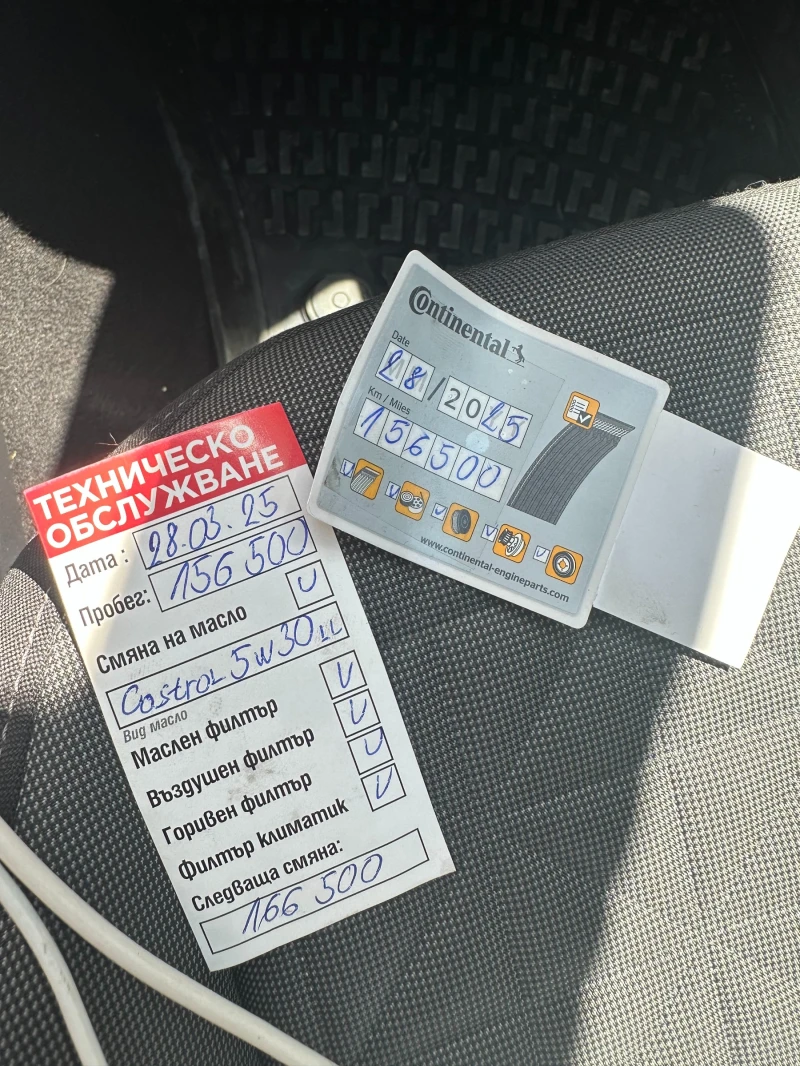 Continental
Date
28/2025
Km / Miles
156500
www.continental-engineparts.com
ТЕХНИЧЕСКО
ОБСЛУЖВАНЕ
Дата: 28.03.25
Пробег: 156 500
Смяна на масло V
Castrol 5w30 LL
Вид масло
Маслен филтър V
Въздушен филтър V
Горивен филтър V
Филтър климатик V
Следваща смяна:
166 500